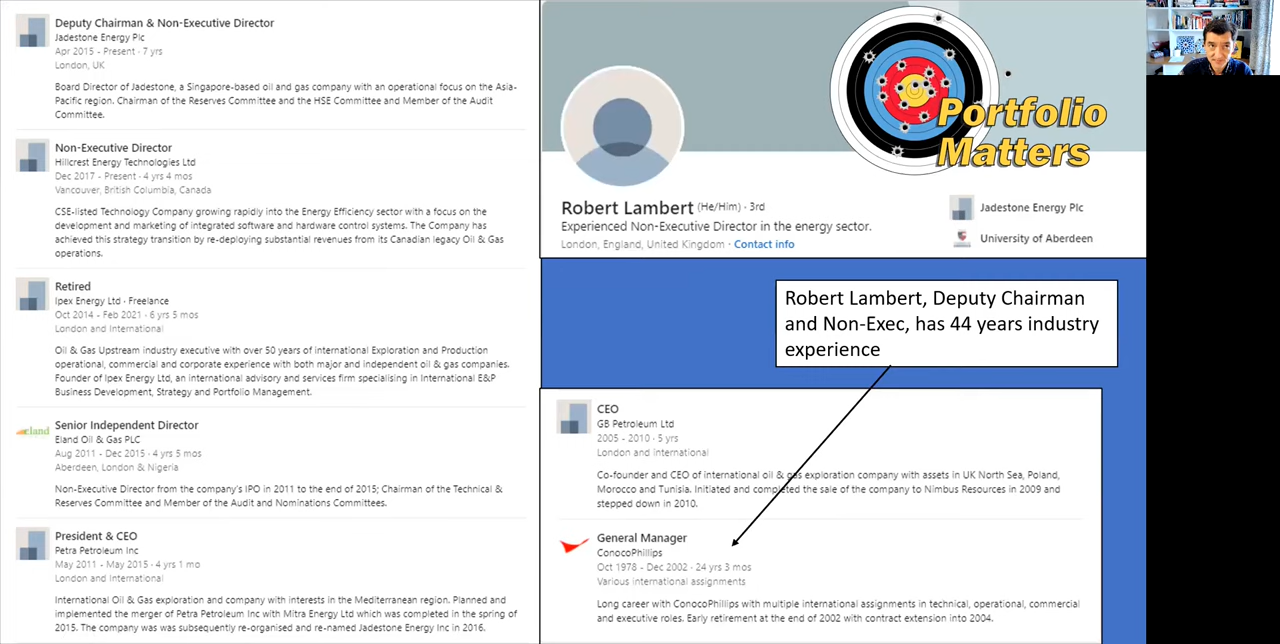 Deputy Chairman & Non-Executive Director
Jadestone Energy Plc
Apr 2015 - Present · 7 yrs
London, UK
Board Director of Jadestone, a Singapore-based oil and gas company with an operational focus on the Asia-
Pacific region. Chairman of the Reserves Committee and the HSE Committee and Member of the Audit
Committee.
Non-Executive Director
Hillcrest Energy Technologies Ltd
Dec 2017 - Present · 4 yrs 4 mos
Vancouver, British Columbia, Canada
CSE-listed Technology Company growing rapidly into the Energy Efficiency sector with a focus on the
development and marketing of integrated software and hardware control systems. The Company has
achieved this strategy transition by re-deploying substantial revenues from its Canadian legacy Oil & Gas
operations.
Retired
Ipex Energy Ltd · Freelance
Oct 2014 - Feb 2021 · 6 yrs 5 mos
London and International
Oil & Gas Upstream industry executive with over 50 years of international Exploration and Production
operational, commercial and corporate experience with both major and independent oil & gas companies.
Founder of Ipex Energy Ltd, an international advisory and services firm specialising in International E&P
Business Development, Strategy and Portfolio Management.
eland
Senior Independent Director
Eland Oil & Gas PLC
Aug 2011 - Dec 2015 · 4 yrs 5 mos
Aberdeen, London & Nigeria
Non-Executive Director from the company's IPO in 2011 to the end of 2015; Chairman of the Technical &
Reserves Committee and Member of the Audit and Nominations Committees.
President & CEO
Petra Petroleum Inc
May 2011 - May 2015 · 4 yrs 1 mo
London and International
International Oil & Gas exploration and company with interests in the Mediterranean region. Planned and
implemented the merger of Petra Petroleum Inc with Mitra Energy Ltd which was completed in the spring of
2015. The company was was subsequently re-organised and re-named Jadestone Energy Inc in 2016.
Portfolio
Matters
Robert Lambert (He/Him) · 3rd
Experienced Non-Executive Director in the energy sector.
London, England, United Kingdom · Contact info
Jadestone Energy Plc
University of Aberdeen
Robert Lambert, Deputy Chairman
and Non-Exec, has 44 years industry
experience
CEO
GB Petroleum Ltd
2005 - 2010 · 5 yrs
London and International
Co-founder and CEO of international oil & gas exploration company with assets in UK North Sea, Poland,
Morocco and Tunisia. Initiated and completed the sale of the company to Nimbus Resources in 2009 and
stepped down in 2010.
General Manager
ConocoPhillips
Oct 1978 - Dec 2002 · 24 yrs 3 mos
Various international assignments
Long career with ConocoPhillips with multiple international assignments in technical, operational, commercial
and executive roles. Early retirement at the end of 2002 with contract extension into 2004.